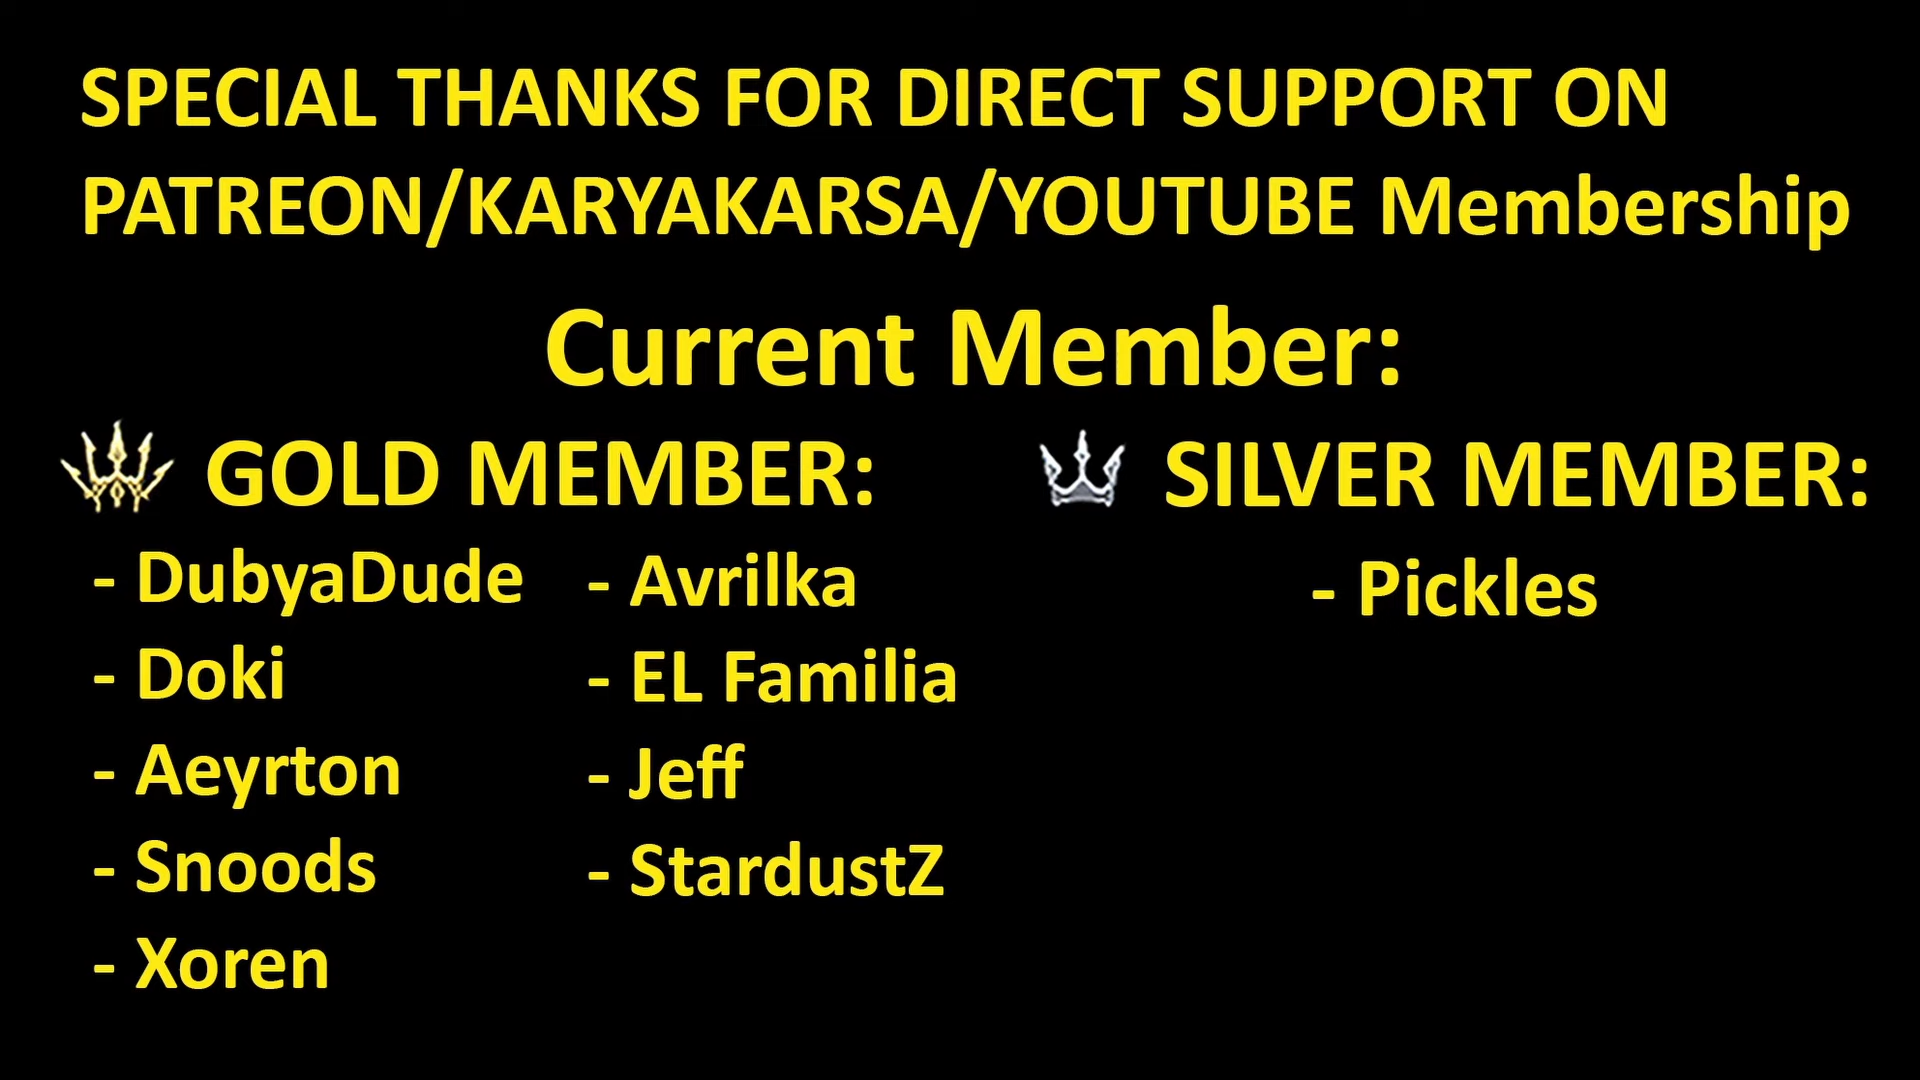 SPECIAL THANKS FOR DIRECT SUPPORT ON
PATREON/KARYAKARSA/YOUTUBE Membership
Current Member:
GOLD MEMBER:
- DubyaDude
- Doki
- Aeyrton
- Snoods
- Xoren
- Avrilka
- EL Familia
- Jeff
- StardustZ
SILVER MEMBER:
- Pickles